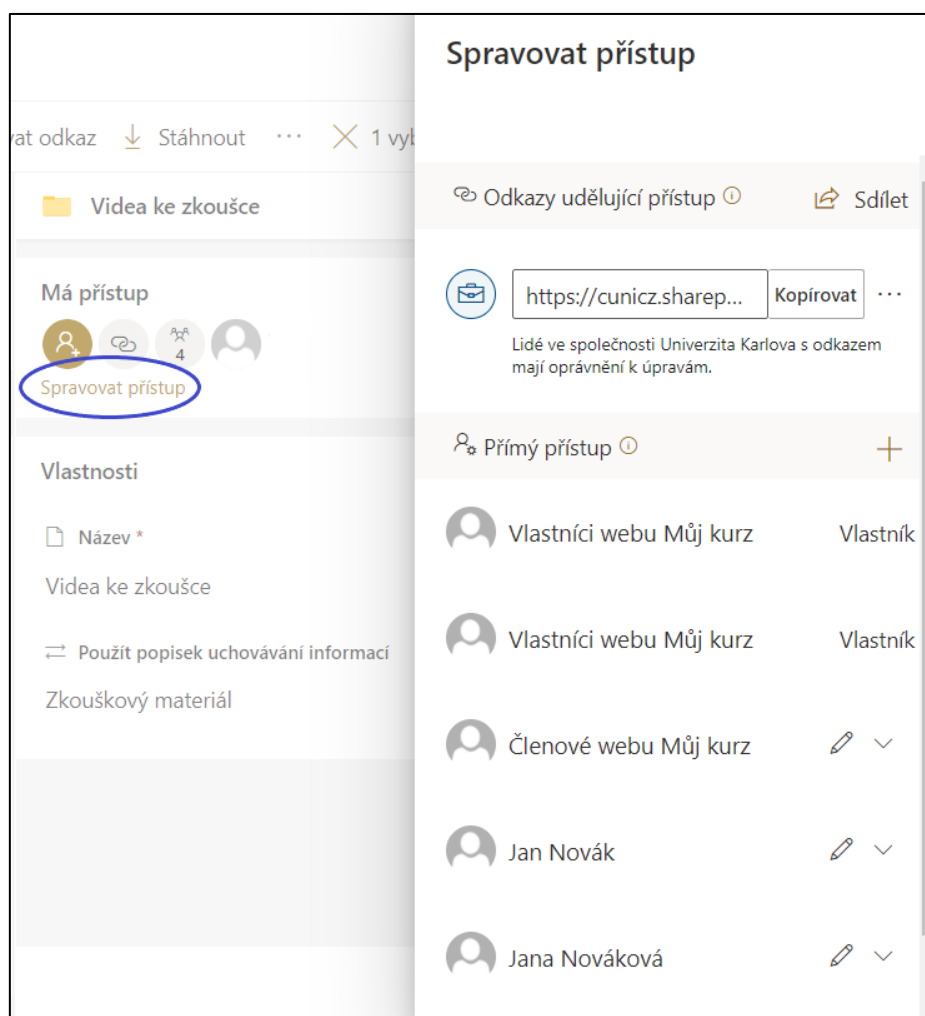 Spravovat přístup
vat odkaz Stáhnout ... 1 vyb
Videa ke zkoušce
Má přístup
4
Spravovat přístup
Vlastnosti
Název *
Videa ke zkoušce
Použít popisek uchovávání informací
Zkouškový materiál
Odkazy udělující přístup
Sdílet
https://cunicz.sharep...
Kopírovat ...
Lidé ve společnosti Univerzita Karlova s odkazem
mají oprávnění k úpravám.
Přímý přístup
Vlastníci webu Můj kurz Vlastník
Vlastníci webu Můj kurz Vlastník
Členové webu Můj kurz
Jan Novák
Jana Nováková